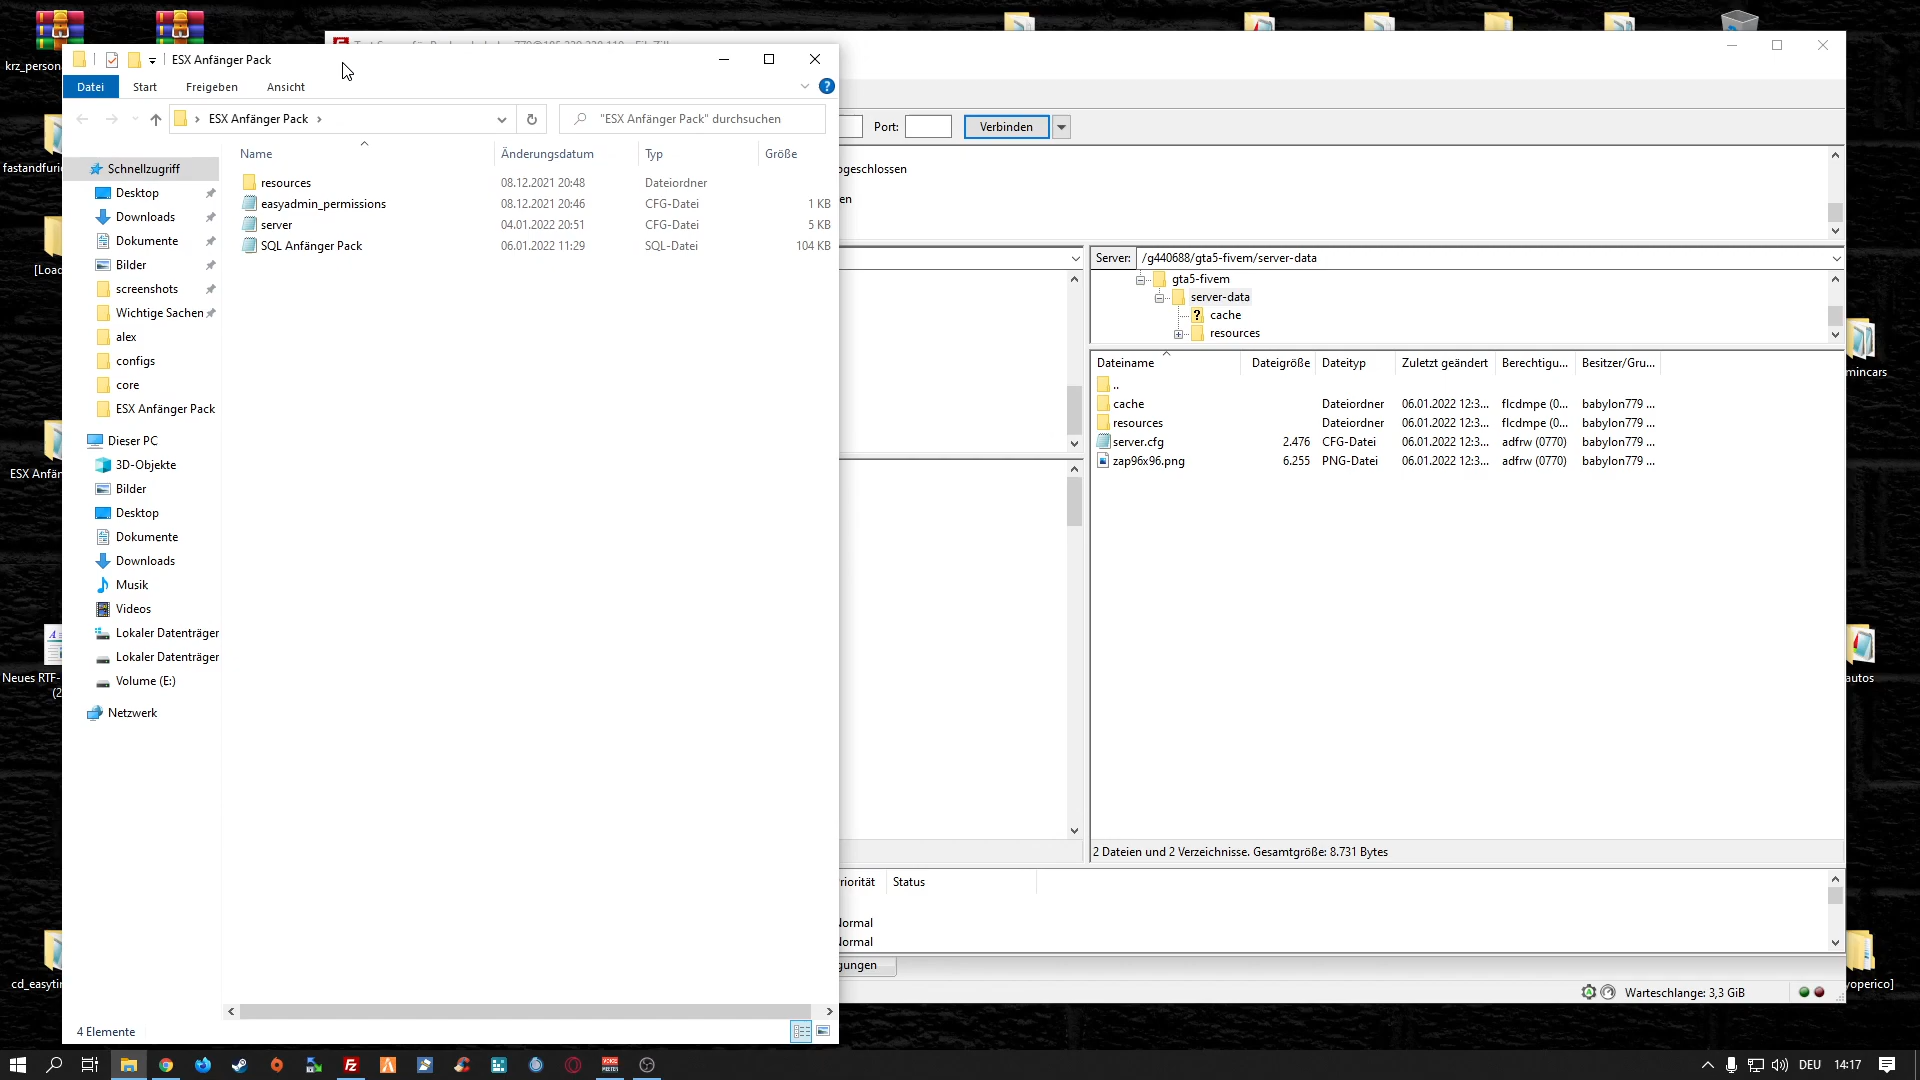 krz_person
fastandfurio
[Load
ESX Anfän
Neues RTF-
(2
cd_easytin
ESX Anfänger Pack
Datei
Start
Freigeben
Ansicht
ESX Anfänger Pack
"ESX Anfänger Pack" durchsuchen
Name
Änderungsdatum
Typ
Größe
resources 08.12.2021 20:48 Dateiordner
easyadmin_permissions 08.12.2021 20:46 CFG-Datei 1 KB
server 04.01.2022 20:51 CFG-Datei 5 KB
SQL Anfänger Pack 06.01.2022 11:29 SQL-Datei 104 KB
Schnellzugriff
Desktop
Downloads
Dokumente
Bilder
screenshots
Wichtige Sachen
alex
configs
core
ESX Anfänger Pack
Dieser PC
3D-Objekte
Bilder
Desktop
Dokumente
Downloads
Musik
Videos
Lokaler Datenträger
Lokaler Datenträger
Volume (E:)
Netzwerk
4 Elemente
Port:
Verbinden
ogeschlossen
en
Server:
/g440688/gta5-fivem/server-data
gta5-fivem
server-data
cache
resources
Dateiname Dateigröße Dateityp Zuletzt geändert Berechtigu... Besitzer/Gru...
..
cache Dateiordner 06.01.2022 12:3... flcdmpe (0... babylon779 ...
resources Dateiordner 06.01.2022 12:3... flcdmpe (0... babylon779 ...
server.cfg 2.476 CFG-Datei 06.01.2022 12:3... adfrw (0770) babylon779 ...
zap96x96.png 6.255 PNG-Datei 06.01.2022 12:3... adfrw (0770) babylon779 ...
2 Dateien und 2 Verzeichnisse. Gesamtgröße: 8.731 Bytes
riorität
Status
Normal
Normal
gungen
Warteschlange: 3,3 GiB
mincars
autos
yoperico]
DEU
14:17